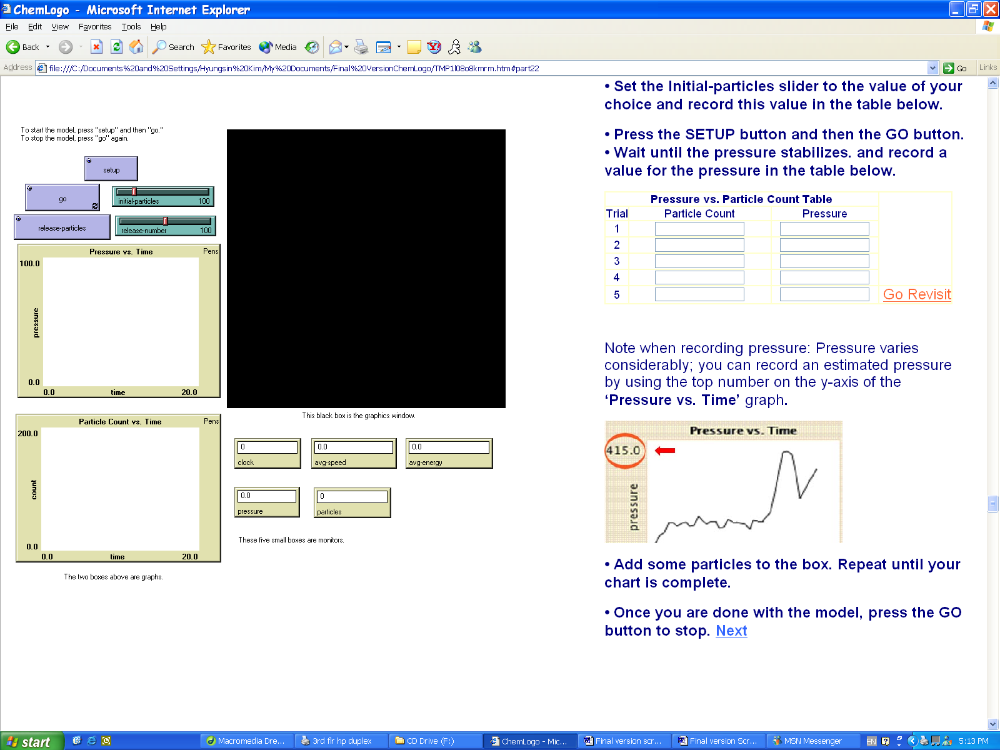 ChemLogo - Microsoft Internet Explorer
File Edit View Favorites Tools Help
Back Search Favorites Media
Address file:///C:/Documents%20and%20Settings/Hyungsin%20Kim/My%20Documents/Final%20VersionChemLogo/TMP1l08o8kmrm.htm#part22 Go Links
To start the model, press "setup" and then "go."
To stop the model, press "go" again.
setup
go
initial-particles 100
release-particles
release-number 100
Pressure vs. Time Pens
100.0
pressure
0.0
0.0 time 20.0
Particle Count vs. Time Pens
200.0
count
0.0
0.0 time 20.0
The two boxes above are graphs.
This black box is the graphics window.
0 0.0 0.0
clock avg-speed avg-energy
0.0 0
pressure particles
These five small boxes are monitors.
• Set the Initial-particles slider to the value of your
choice and record this value in the table below.
• Press the SETUP button and then the GO button.
• Wait until the pressure stabilizes. and record a
value for the pressure in the table below.
Pressure vs. Particle Count Table
Trial Particle Count Pressure
1
2
3
4
5 Go Revisit
Note when recording pressure: Pressure varies
considerably; you can record an estimated pressure
by using the top number on the y-axis of the
‘Pressure vs. Time’ graph.
Pressure vs. Time
415.0
pressure
• Add some particles to the box. Repeat until your
chart is complete.
• Once you are done with the model, press the GO
button to stop. Next
start Macromedia Dre... 3rd flr hp duplex CD Drive (F:) ChemLogo - Mic... Final version scr... Final version Scr... MSN Messenger EN 5:13 PM